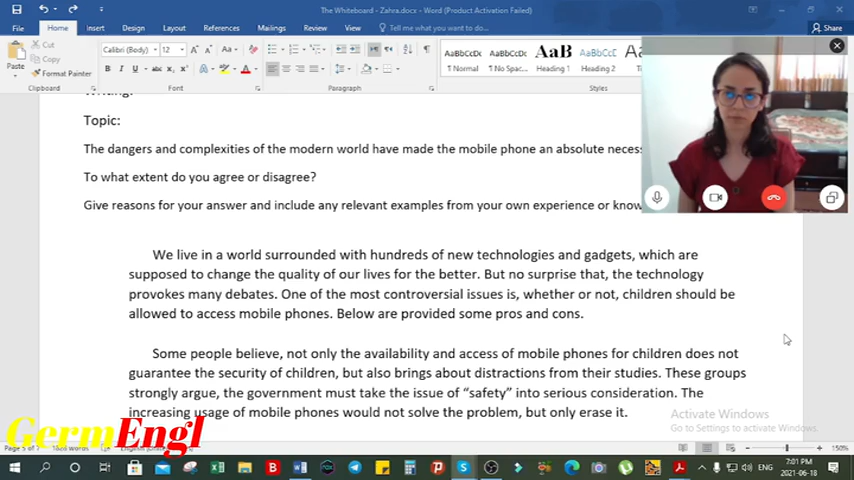 The Whiteboard - Zahra.docx - Word (Product Activation Failed)
File Home Insert Design Layout References Mailings Review View Tell me what you want to do... Share
Cut
Copy
Format Painter
Paste
Calibri (Body) 12
AaBbCcDc AaBbCcDc AaB AaBbCcD
¶ Normal ¶ No Spac... Heading 1 Heading 2
Clipboard Font Paragraph Styles
Topic:
The dangers and complexities of the modern world have made the mobile phone an absolute
To what extent do you agree or disagree?
Give reasons for your answer and include any relevant examples from your own experience or
We live in a world surrounded with hundreds of new technologies and gadgets, which are
supposed to change the quality of our lives for the better. But no surprise that, the technology
provokes many debates. One of the most controversial issues is, whether or not, children should be
allowed to access mobile phones. Below are provided some pros and cons.
Some people believe, not only the availability and access of mobile phones for children does not
guarantee the security of children, but also brings about distractions from their studies. These groups
strongly argue, the government must take the issue of “safety” into serious consideration. The
increasing usage of mobile phones would not solve the problem, but only erase it.
Activate Windows
Go to Settings to activate Windows.
GermEngl
150%
ENG
7:01 PM
2021-06-18